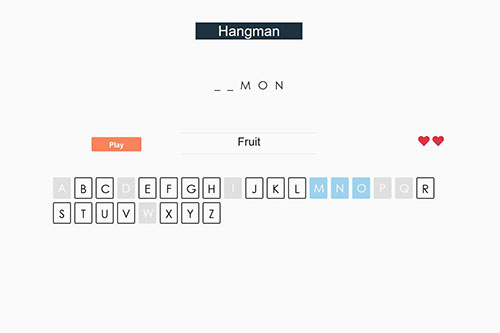 Hangman
_ _ M O N
Play
Fruit
A B C D E F G H I J K L M N O P Q R
S T U V W X Y Z